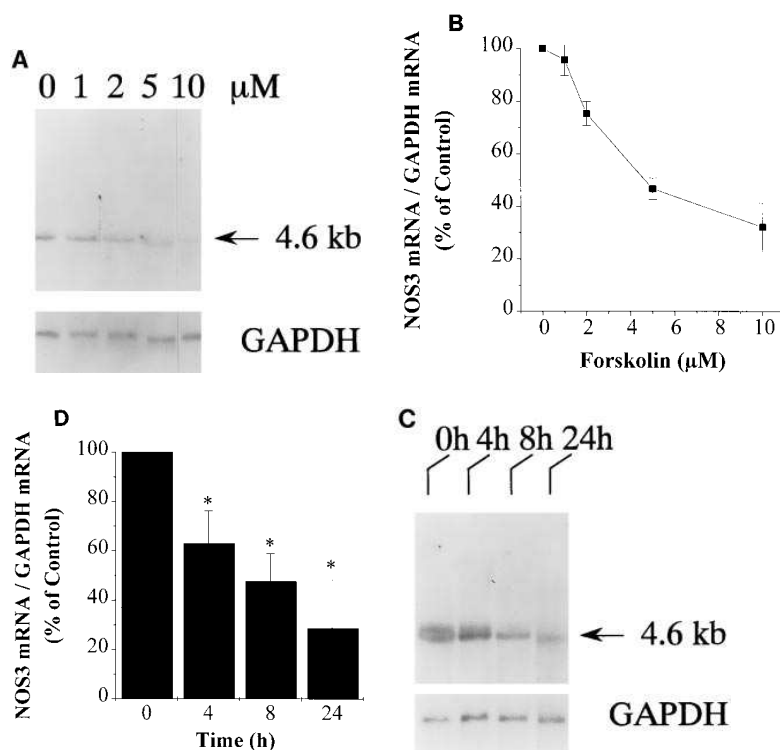 A
0 1 2 5 10 μM
4.6 kb
GAPDH
B
NOS3 mRNA / GAPDH mRNA
(% of Control)
100
80
60
40
20
0
0 2 4 6 8 10
Forskolin (μM)
D
NOS3 mRNA / GAPDH mRNA
(% of Control)
100
80
60
40
20
0
* * *
0 4 8 24
Time (h)
C
0h 4h 8h 24h
4.6 kb
GAPDH